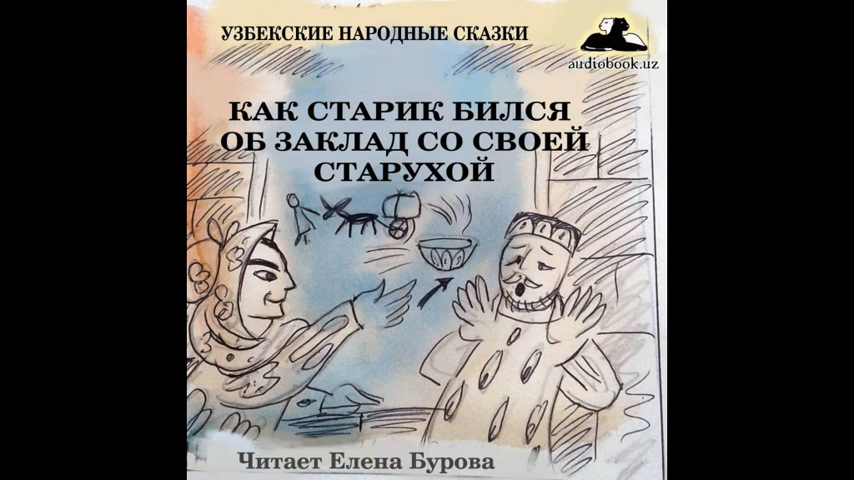 УЗБЕКСКИЕ НАРОДНЫЕ СКАЗКИ
audiobook.uz
КАК СТАРИК БИЛСЯ
ОБ ЗАКЛАД СО СВОЕЙ
СТАРУХОЙ
Читает Елена Бурова